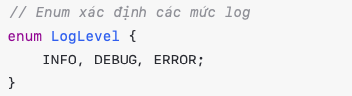 // Enum xác định các mức log
enum LogLevel {
    INFO, DEBUG, ERROR;
}